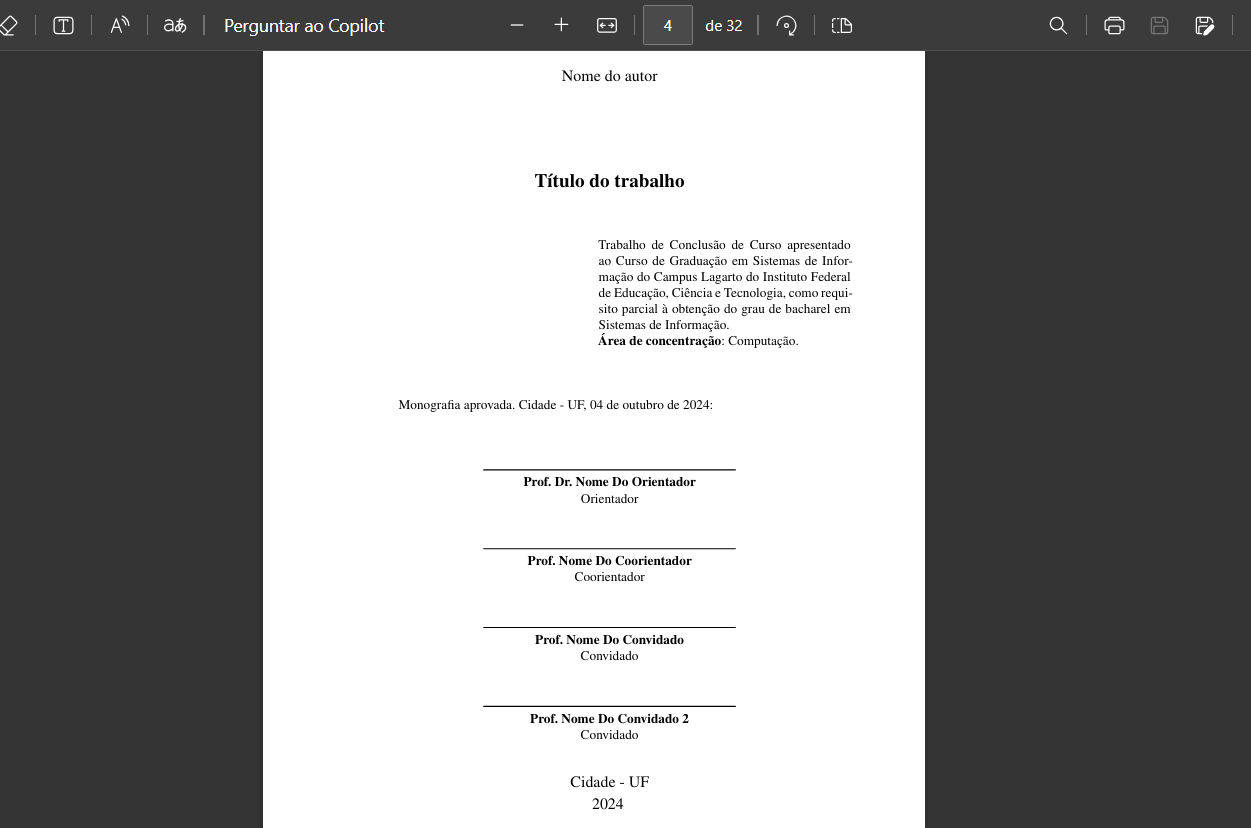 Perguntar ao Copilot
4 de 32
Nome do autor
Título do trabalho
Trabalho de Conclusão de Curso apresentado
ao Curso de Graduação em Sistemas de Infor-
mação do Campus Lagarto do Instituto Federal
de Educação, Ciência e Tecnologia, como requi-
sito parcial à obtenção do grau de bacharel em
Sistemas de Informação.
Área de concentração: Computação.
Monografia aprovada. Cidade - UF, 04 de outubro de 2024:
Prof. Dr. Nome Do Orientador
Orientador
Prof. Nome Do Coorientador
Coorientador
Prof. Nome Do Convidado
Convidado
Prof. Nome Do Convidado 2
Convidado
Cidade - UF
2024